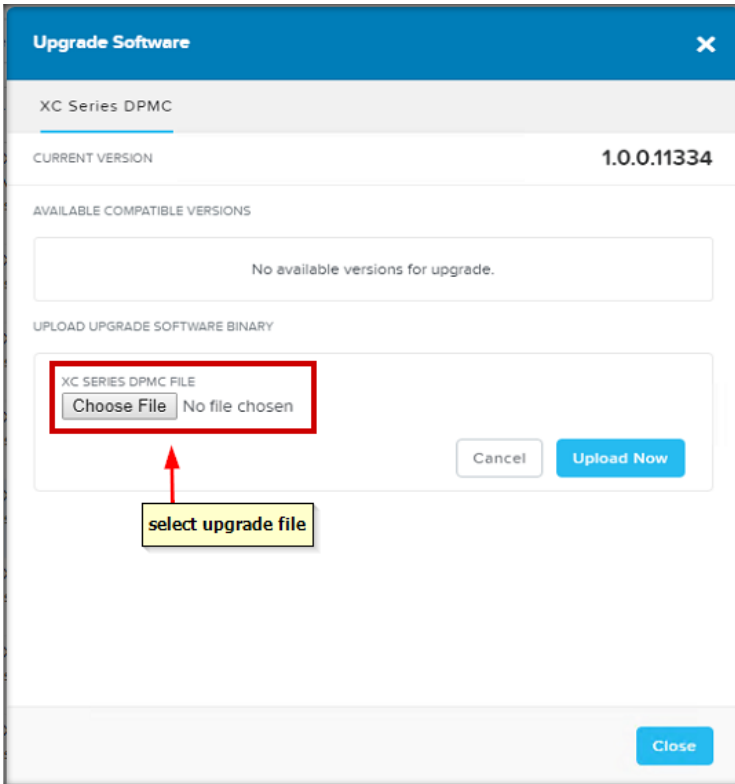 Upgrade Software
XC Series DPMC
CURRENT VERSION 1.0.0.11334
AVAILABLE COMPATIBLE VERSIONS
No available versions for upgrade.
UPLOAD UPGRADE SOFTWARE BINARY
XC SERIES DPMC FILE
Choose File No file chosen
Cancel Upload Now
select upgrade file
Close